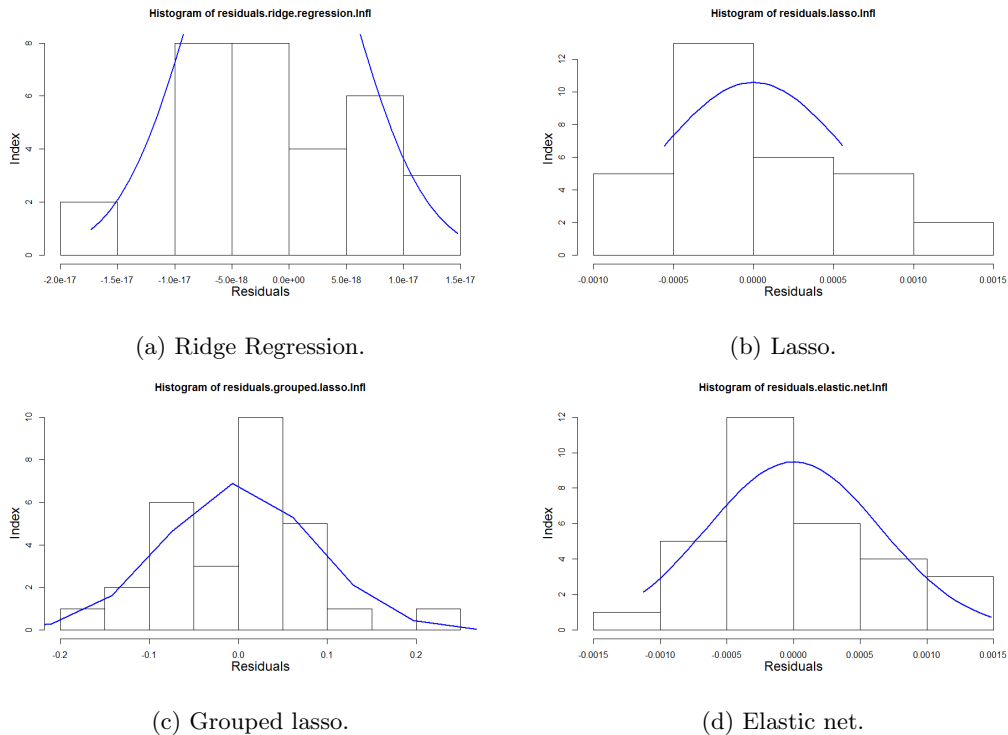 Histogram of residuals.ridge.regression.Infl
Index
0 2 4 6 8
-2.0e-17 -1.5e-17 -1.0e-17 -5.0e-18 0.0e+00 5.0e-18 1.0e-17 1.5e-17
Residuals
(a) Ridge Regression.
Histogram of residuals.lasso.Infl
Index
0 2 4 6 8 10 12
-0.0010 -0.0005 0.0000 0.0005 0.0010 0.0015
Residuals
(b) Lasso.
Histogram of residuals.grouped.lasso.Infl
Index
0 2 4 6 8 10
-0.2 -0.1 0.0 0.1 0.2
Residuals
(c) Grouped lasso.
Histogram of residuals.elastic.net.Infl
Index
0 2 4 6 8 10 12
-0.0015 -0.0010 -0.0005 0.0000 0.0005 0.0010 0.0015
Residuals
(d) Elastic net.